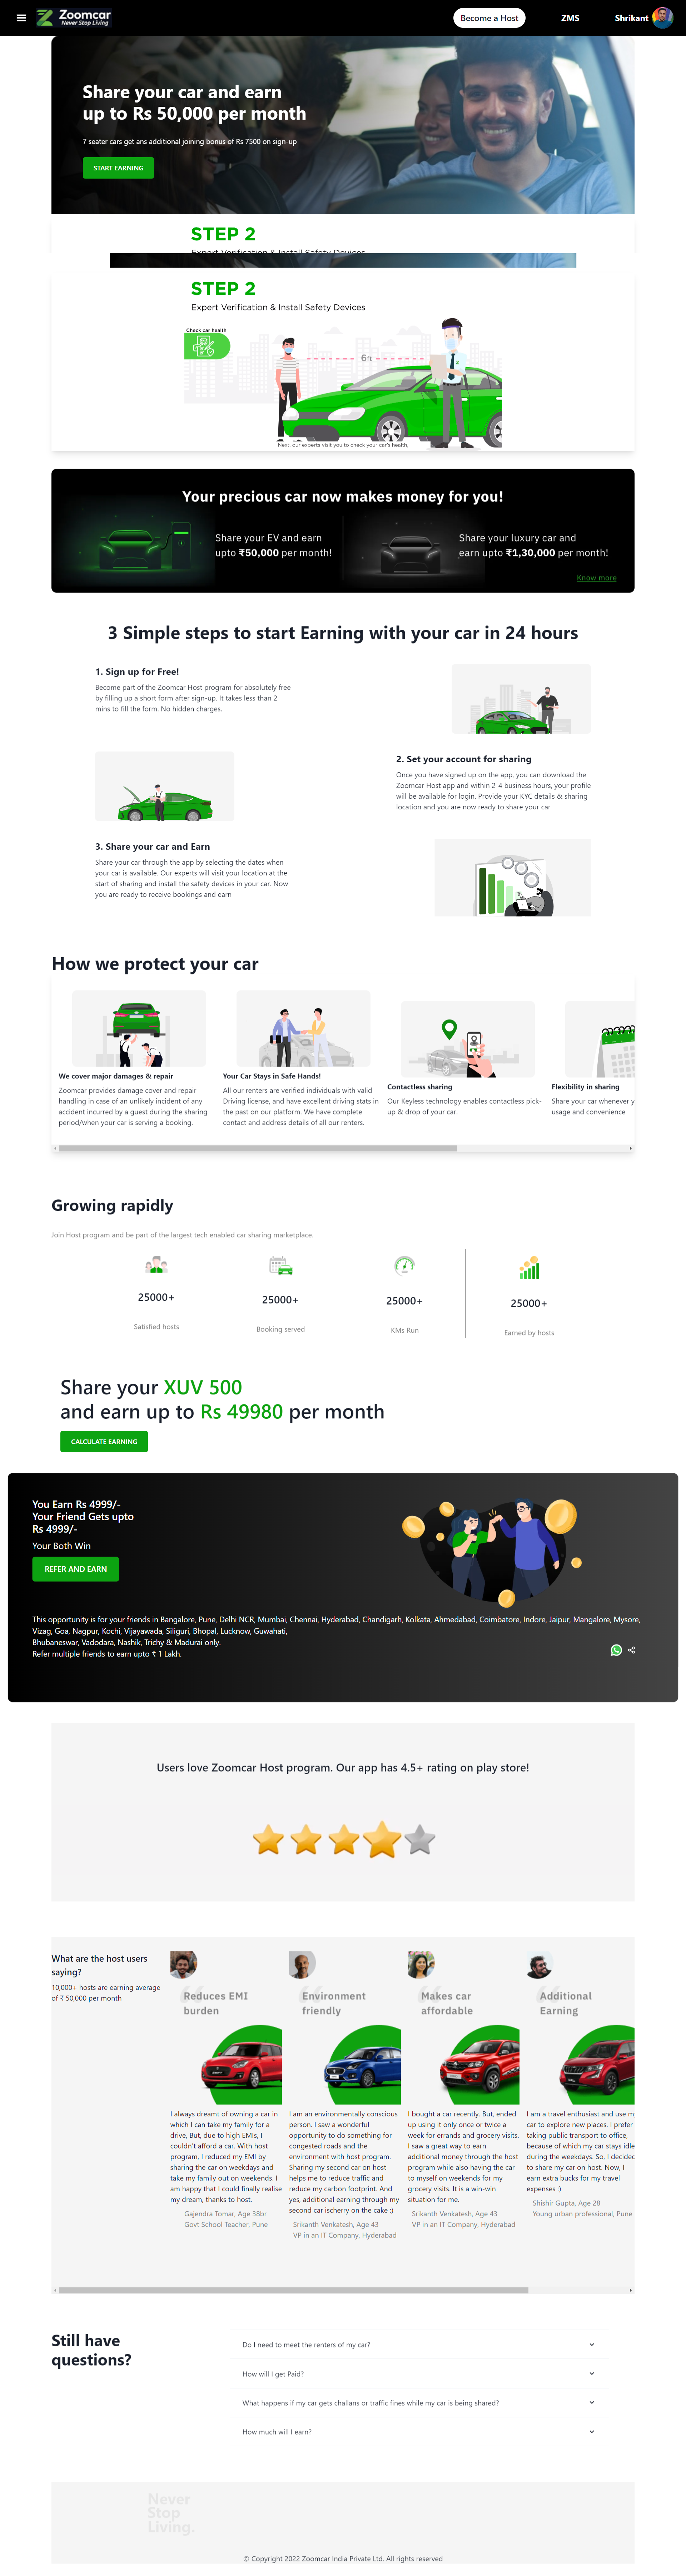 Zoomcar
Never Stop Living
Become a Host
ZMS
Shrikant
Share your car and earn
up to Rs 50,000 per month
7 seater cars get ans additional joining bonus of Rs 7500 on sign-up
START EARNING
STEP 2
Expert Verification & Install Safety Devices
STEP 2
Expert Verification & Install Safety Devices
Check car health
6ft
Next, our experts visit you to check your car's health.
Your precious car now makes money for you!
Share your EV and earn
upto ₹50,000 per month!
Share your luxury car and
earn upto ₹1,30,000 per month!
Know more
3 Simple steps to start Earning with your car in 24 hours
1. Sign up for Free!
Become part of the Zoomcar Host program for absolutely free
by filling up a short form after sign-up. It takes less than 2
mins to fill the form. No hidden charges.
2. Set your account for sharing
Once you have signed up on the app, you can download the
Zoomcar Host app and within 2-4 business hours, your profile
will be available for login. Provide your KYC details & sharing
location and you are now ready to share your car
3. Share your car and Earn
Share your car through the app by selecting the dates when
your car is available. Our experts will visit your location at the
start of sharing and install the safety devices in your car. Now
you are ready to receive bookings and earn
How we protect your car
We cover major damages & repair
Zoomcar provides damage cover and repair
handling in case of an unlikely incident of any
accident incurred by a guest during the sharing
period/when your car is serving a booking.
Your Car Stays in Safe Hands!
All our renters are verified individuals with valid
Driving license, and have excellent driving stats in
the past on our platform. We have complete
contact and address details of all our renters.
Contactless sharing
Our Keyless technology enables contactless pick-
up & drop of your car.
Flexibility in sharing
Share your car whenever y
usage and convenience
Growing rapidly
Join Host program and be part of the largest tech enabled car sharing marketplace.
25000+
Satisfied hosts
25000+
Booking served
25000+
KMs Run
25000+
Earned by hosts
Share your XUV 500
and earn up to Rs 49980 per month
CALCULATE EARNING
You Earn Rs 4999/-
Your Friend Gets upto
Rs 4999/-
Your Both Win
REFER AND EARN
This opportunity is for your friends in Bangalore, Pune, Delhi NCR, Mumbai, Chennai, Hyderabad, Chandigarh, Kolkata, Ahmedabad, Coimbatore, Indore, Jaipur, Mangalore, Mysore,
Vizag, Goa, Nagpur, Kochi, Vijayawada, Siliguri, Bhopal, Lucknow, Guwahati,
Bhubaneswar, Vadodara, Nashik, Trichy & Madurai only.
Refer multiple friends to earn upto ₹ 1 Lakh.
Users love Zoomcar Host program. Our app has 4.5+ rating on play store!
What are the host users
saying?
10,000+ hosts are earning average
of ₹ 50,000 per month
Reduces EMI
burden
I always dreamt of owning a car in
which I can take my family for a
drive, But, due to high EMIs, I
couldn't afford a car. With host
program, I reduced my EMI by
sharing the car on weekdays and
take my family out on weekends. I
am happy that I could finally realise
my dream, thanks to host.
Gajendra Tomar, Age 38br
Govt School Teacher, Pune
Environment
friendly
I am an environmentally conscious
person. I saw a wonderful
opportunity to do something for
congested roads and the
environment with host program.
Sharing my second car on host
helps me to reduce traffic and
reduce my carbon footprint. And
yes, additional earning through my
second car ischerry on the cake :)
Srikanth Venkatesh, Age 43
VP in an IT Company, Hyderabad
Makes car
affordable
I bought a car recently. But, ended
up using it only once or twice a
week for errands and grocery visits.
I saw a great way to earn
additional money through the host
program while also having the car
to myself on weekends for my
grocery visits. It is a win-win
situation for me.
Srikanth Venkatesh, Age 43
VP in an IT Company, Hyderabad
Additional
Earning
I am a travel enthusiast and use m
car to explore new places. I prefer
taking public transport to office,
because of which my car stays idle
during the weekdays. So, I decided
to share my car on host. Now, I
earn extra bucks for my travel
expenses :)
Shishir Gupta, Age 28
Young urban professional, Pune
Still have
questions?
Do I need to meet the renters of my car?
How will I get Paid?
What happens if my car gets challans or traffic fines while my car is being shared?
How much will I earn?
Never
Stop
Living.
© Copyright 2022 Zoomcar India Private Ltd. All rights reserved